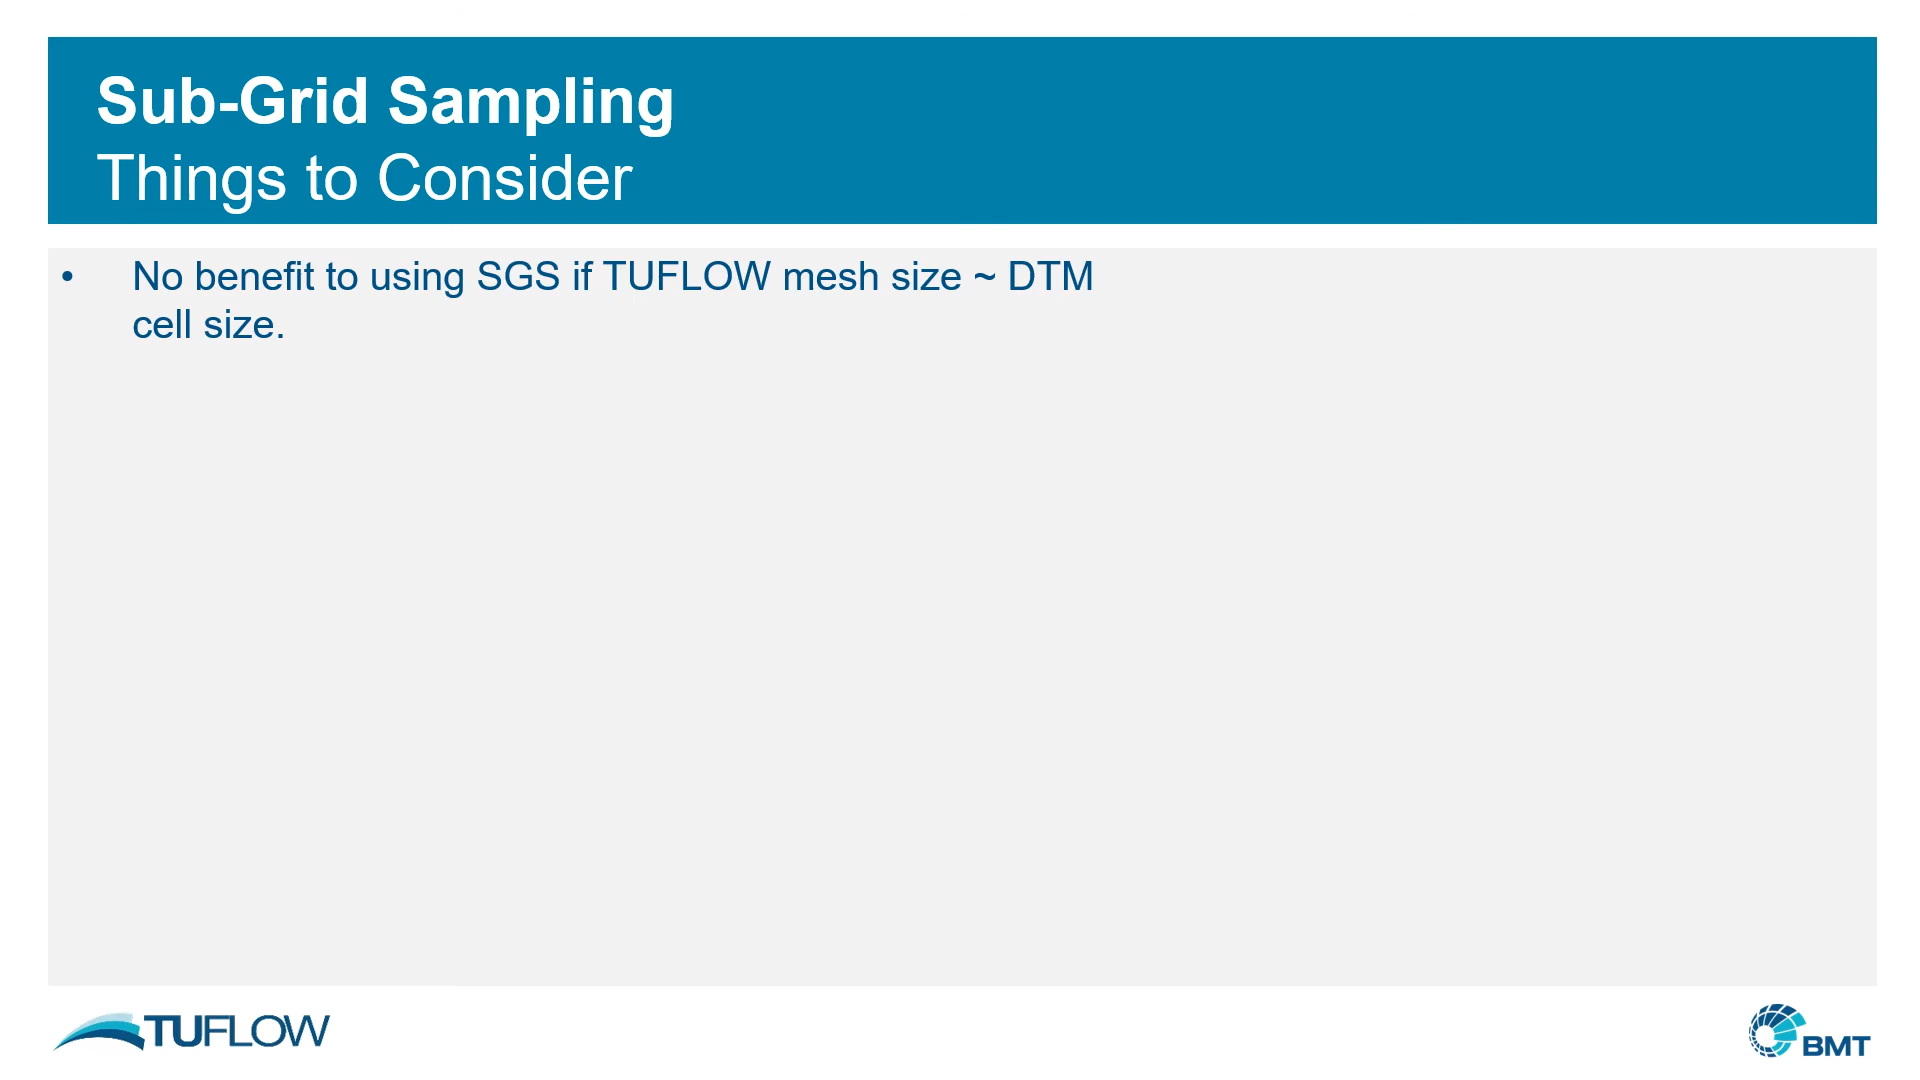 Sub-Grid Sampling
Things to Consider
• No benefit to using SGS if TUFLOW mesh size ~ DTM
cell size.
TUFLOW
BMT